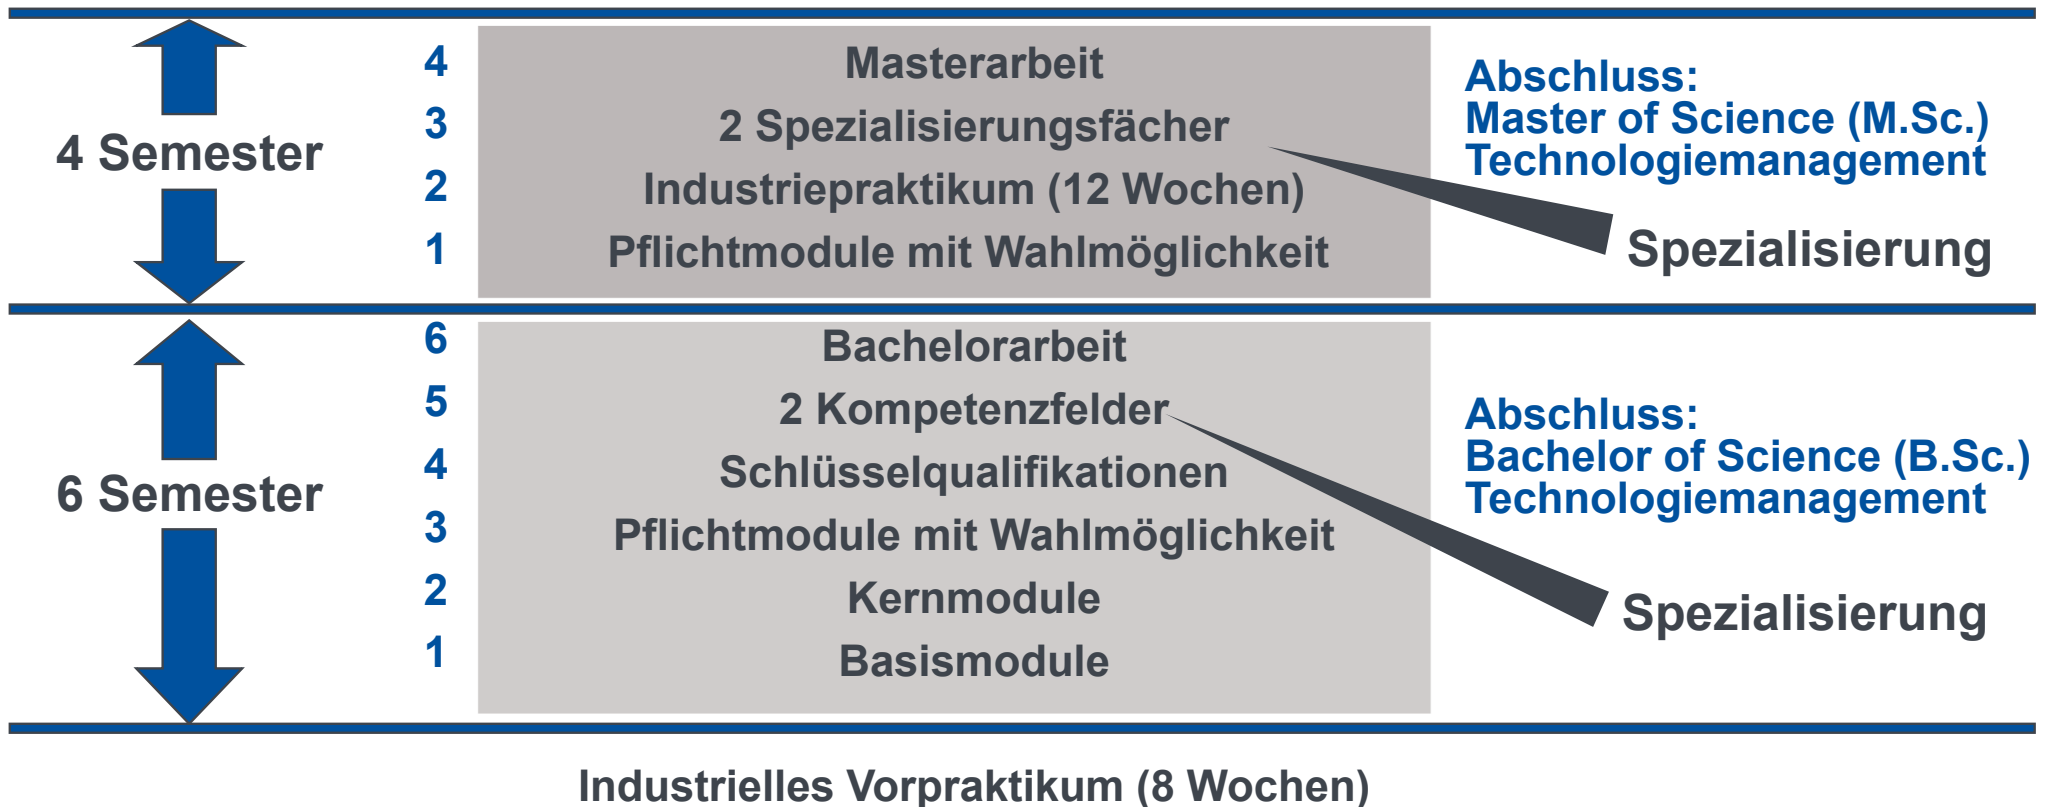 4 Semester
4
3
2
1
Masterarbeit
2 Spezialisierungsfächer
Industriepraktikum (12 Wochen)
Pflichtmodule mit Wahlmöglichkeit
Abschluss:
Master of Science (M.Sc.)
Technologiemanagement
Spezialisierung
6 Semester
6
5
4
3
2
1
Bachelorarbeit
2 Kompetenzfelder
Schlüsselqualifikationen
Pflichtmodule mit Wahlmöglichkeit
Kernmodule
Basismodule
Abschluss:
Bachelor of Science (B.Sc.)
Technologiemanagement
Spezialisierung
Industrielles Vorpraktikum (8 Wochen)